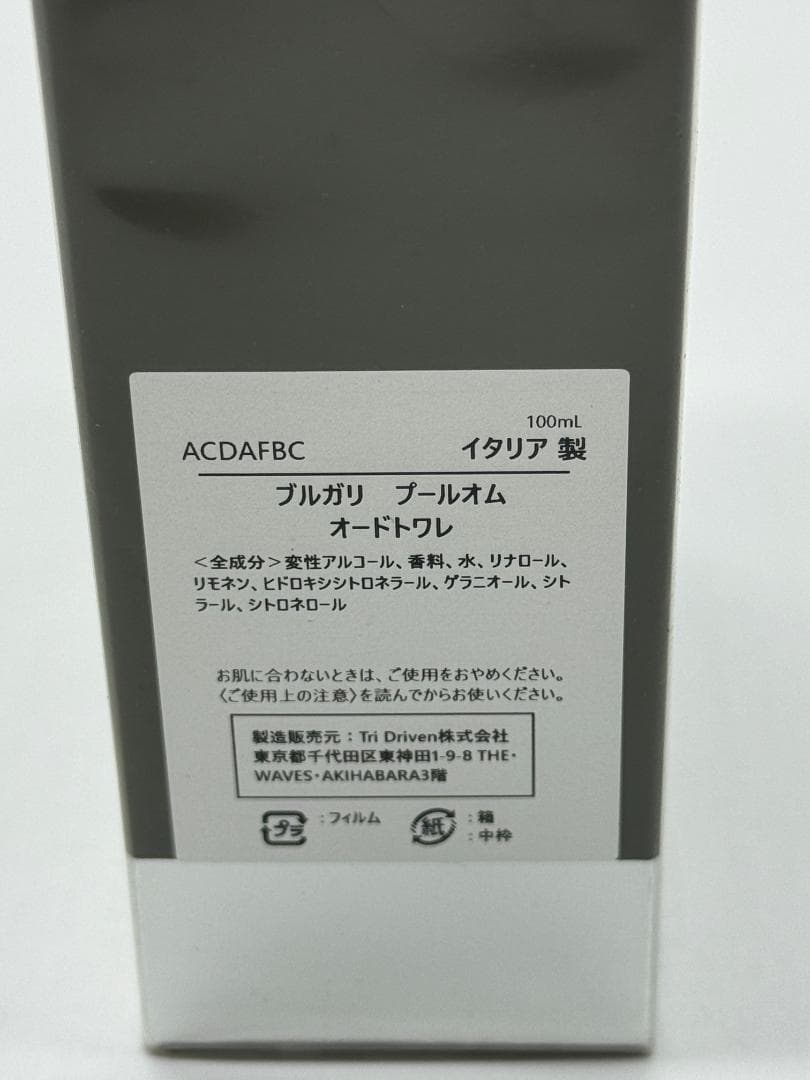 100mL
ACDAFBC イタリア 製
ブルガリ プールオム
オードトワレ
＜全成分＞変性アルコール、香料、水、リナロール、
リモネン、ヒドロキシシトロネラール、ゲラニオール、シト
ラール、シトロネロール
お肌に合わないときは、ご使用をおやめください。
〈ご使用上の注意〉を読んでからお使いください。
製造販売元：Tri Driven株式会社
東京都千代田区東神田1-9-8 THE・
WAVES・AKIHABARA3階
プラ ：フィルム 紙 ：箱
：中枠